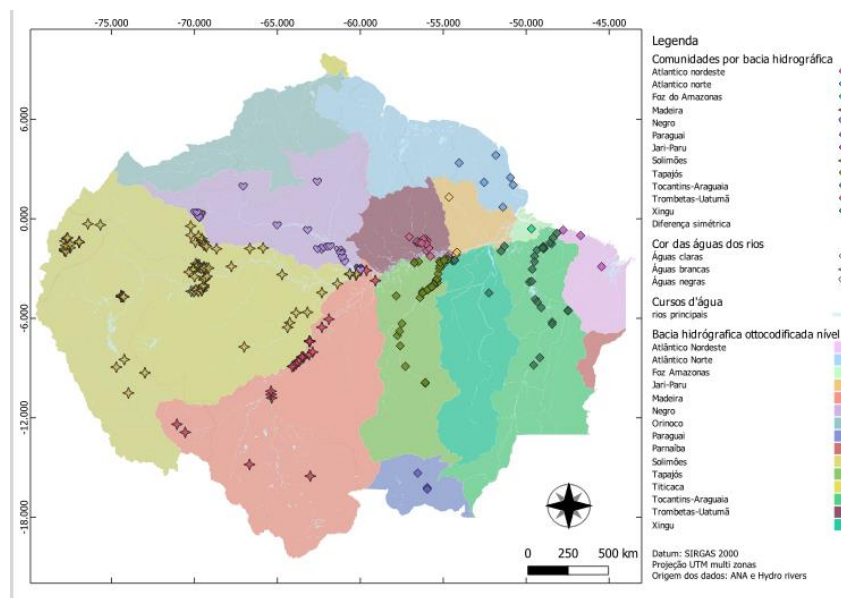 -75.000 -70.000 -65.000 -60.000 -55.000 -50.000 -45.000
6.000
0.000
-6.000
-12.000
-18.000
0 250 500 km
Legenda
Comunidades por bacia hidrográfica
Atlantico nordeste
Atlantico norte
Foz do Amazonas
Madeira
Negro
Paraguai
Jari-Paru
Solimões
Tapajós
Tocantins-Araguaia
Trombetas-Uatumã
Xingu
Diferença simétrica
Cor das águas dos rios
Águas claras
Águas brancas
Águas negras
Cursos d'água
rios principais
Bacia hidrógrafica ottocodificada nível
Atlântico Nordeste
Atlântico Norte
Foz Amazonas
Jari-Paru
Madeira
Negro
Orinoco
Paraguai
Parnaíba
Solimões
Tapajós
Titicaca
Tocantins-Araguaia
Trombetas-Uatumã
Xingu
Datum: SIRGAS 2000
Projeção UTM multi zonas
Origem dos dados: ANA e Hydro rivers